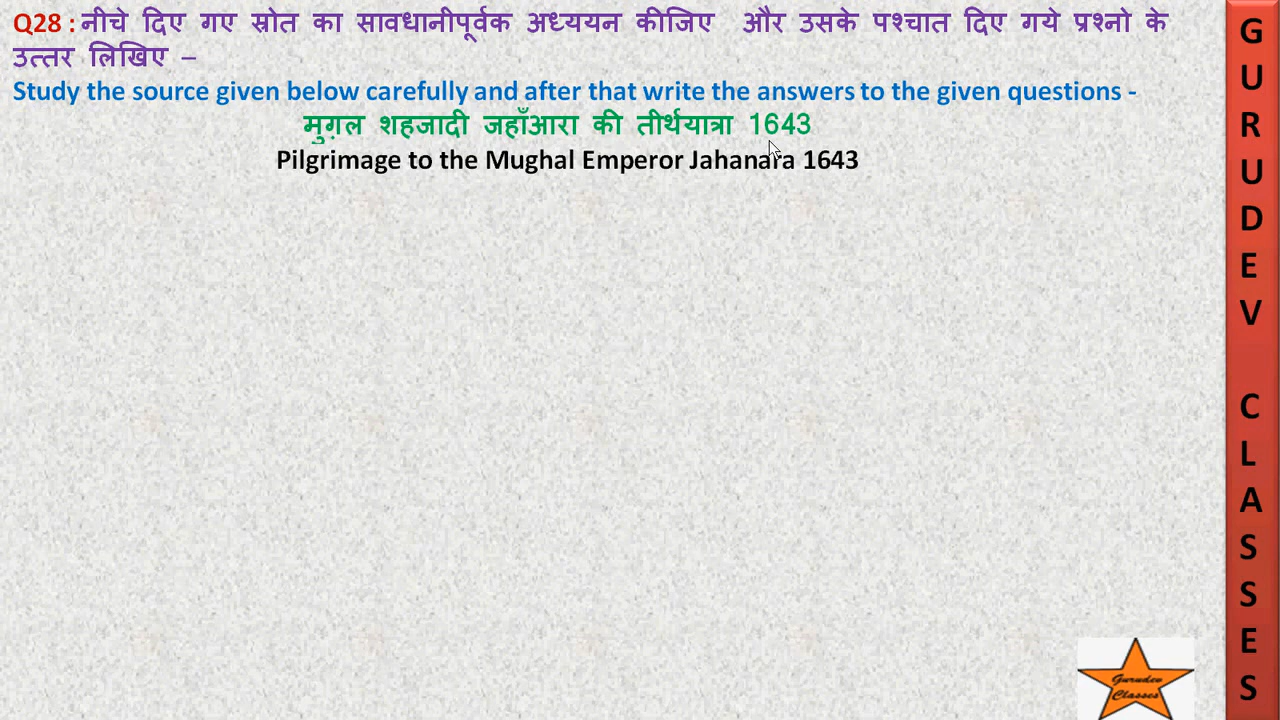 Q28 : नीचे दिए गए स्रोत का सावधानीपूर्वक अध्ययन कीजिए और उसके पश्चात दिए गये प्रश्नो के
उत्तर लिखिए –
Study the source given below carefully and after that write the answers to the given questions -
मुग़ल शहजादी जहाँआरा की तीर्थयात्रा 1643
Pilgrimage to the Mughal Emperor Jahanara 1643
GURUDEV CLASSES
Gurudev
Classes